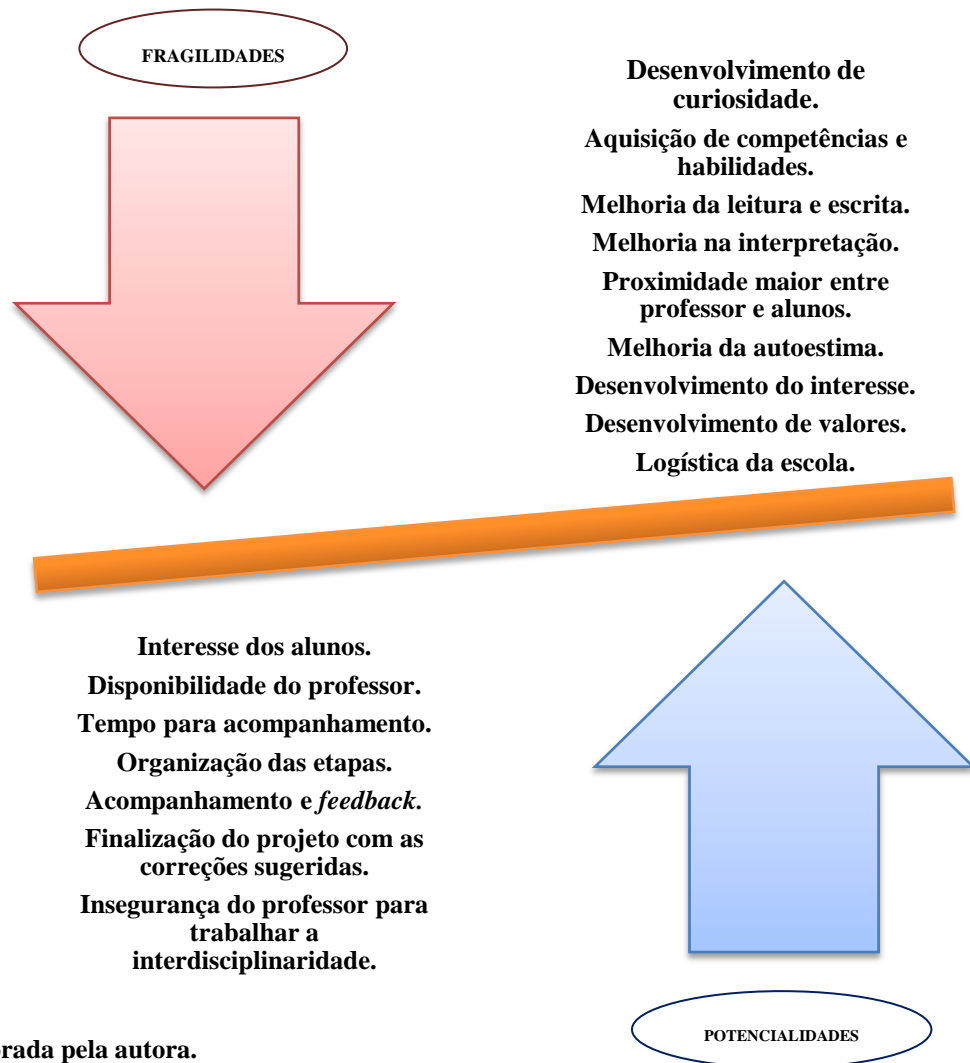 FRAGILIDADES
Desenvolvimento de
curiosidade.
Aquisição de competências e
habilidades.
Melhoria da leitura e escrita.
Melhoria na interpretação.
Proximidade maior entre
professor e alunos.
Melhoria da autoestima.
Desenvolvimento do interesse.
Desenvolvimento de valores.
Logística da escola.
Interesse dos alunos.
Disponibilidade do professor.
Tempo para acompanhamento.
Organização das etapas.
Acompanhamento e feedback.
Finalização do projeto com as
correções sugeridas.
Insegurança do professor para
trabalhar a
interdisciplinaridade.
POTENCIALIDADES
pela autora.